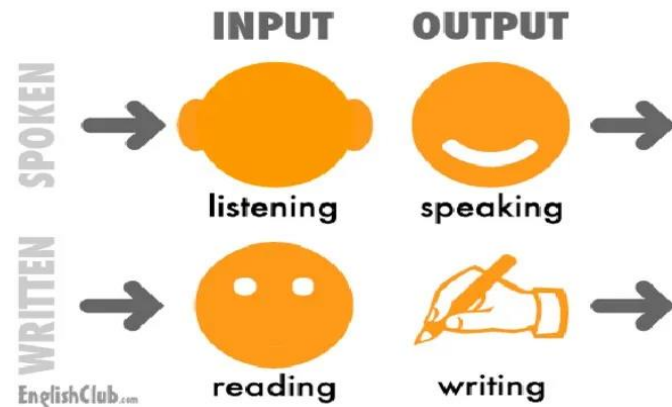 INPUT OUTPUT
SPOKEN
listening speaking
WRITTEN
reading writing
EnglishClub.com